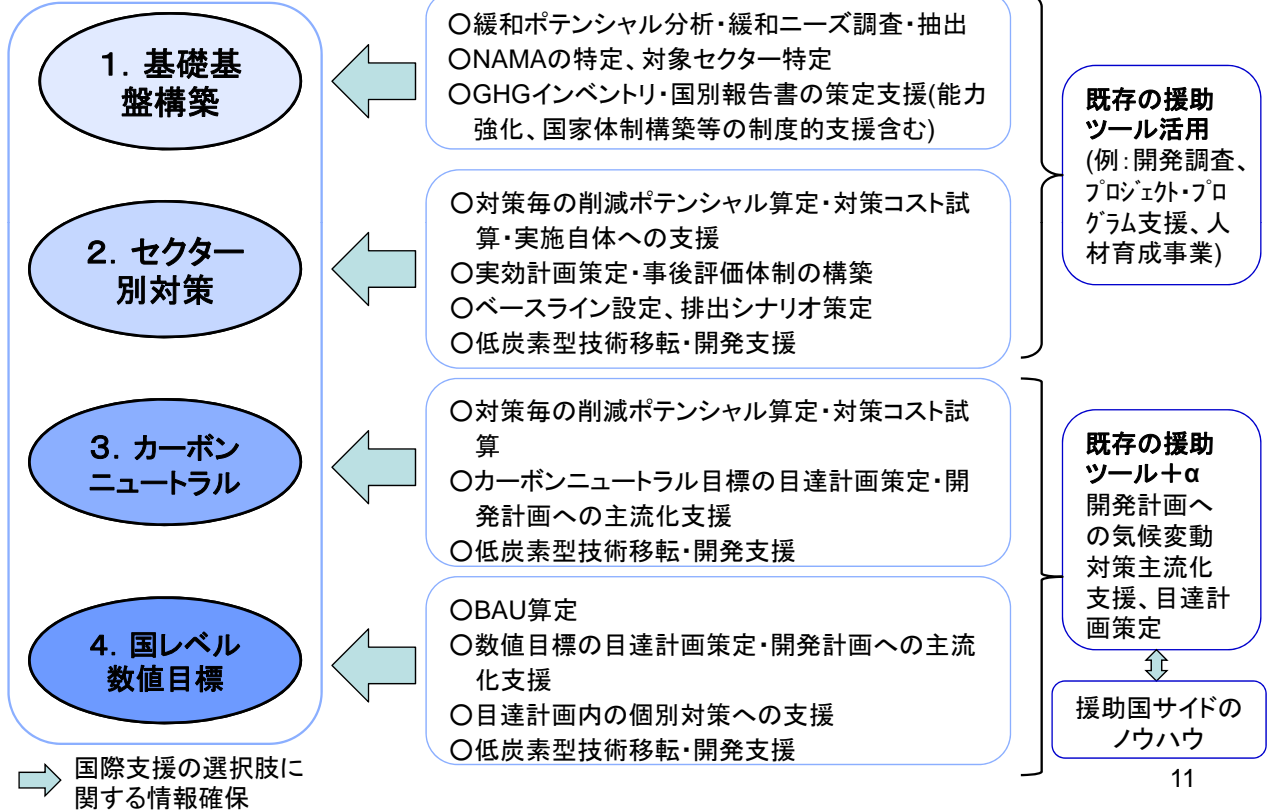 1．基礎基
盤構築
○緩和ポテンシャル分析・緩和ニーズ調査・抽出
○NAMAの特定、対象セクター特定
○GHGインベントリ・国別報告書の策定支援(能力
強化、国家体制構築等の制度的支援含む)
2．セクター
別対策
○対策毎の削減ポテンシャル算定・対策コスト試
算・実施自体への支援
○実効計画策定・事後評価体制の構築
○ベースライン設定、排出シナリオ策定
○低炭素型技術移転・開発支援
既存の援助
ツール活用
(例：開発調査、
ﾌﾟﾛｼﾞｪｸﾄ・ﾌﾟﾛ
ｸﾞﾗﾑ支援、人
材育成事業)
3．カーボン
ニュートラル
○対策毎の削減ポテンシャル算定・対策コスト試
算
○カーボンニュートラル目標の目達計画策定・開
発計画への主流化支援
○低炭素型技術移転・開発支援
4．国レベル
数値目標
○BAU算定
○数値目標の目達計画策定・開発計画への主流
化支援
○目達計画内の個別対策への支援
○低炭素型技術移転・開発支援
既存の援助
ツール＋α
開発計画へ
の気候変動
対策主流化
支援、目達計
画策定
援助国サイドの
ノウハウ
国際支援の選択肢に
関する情報確保
11